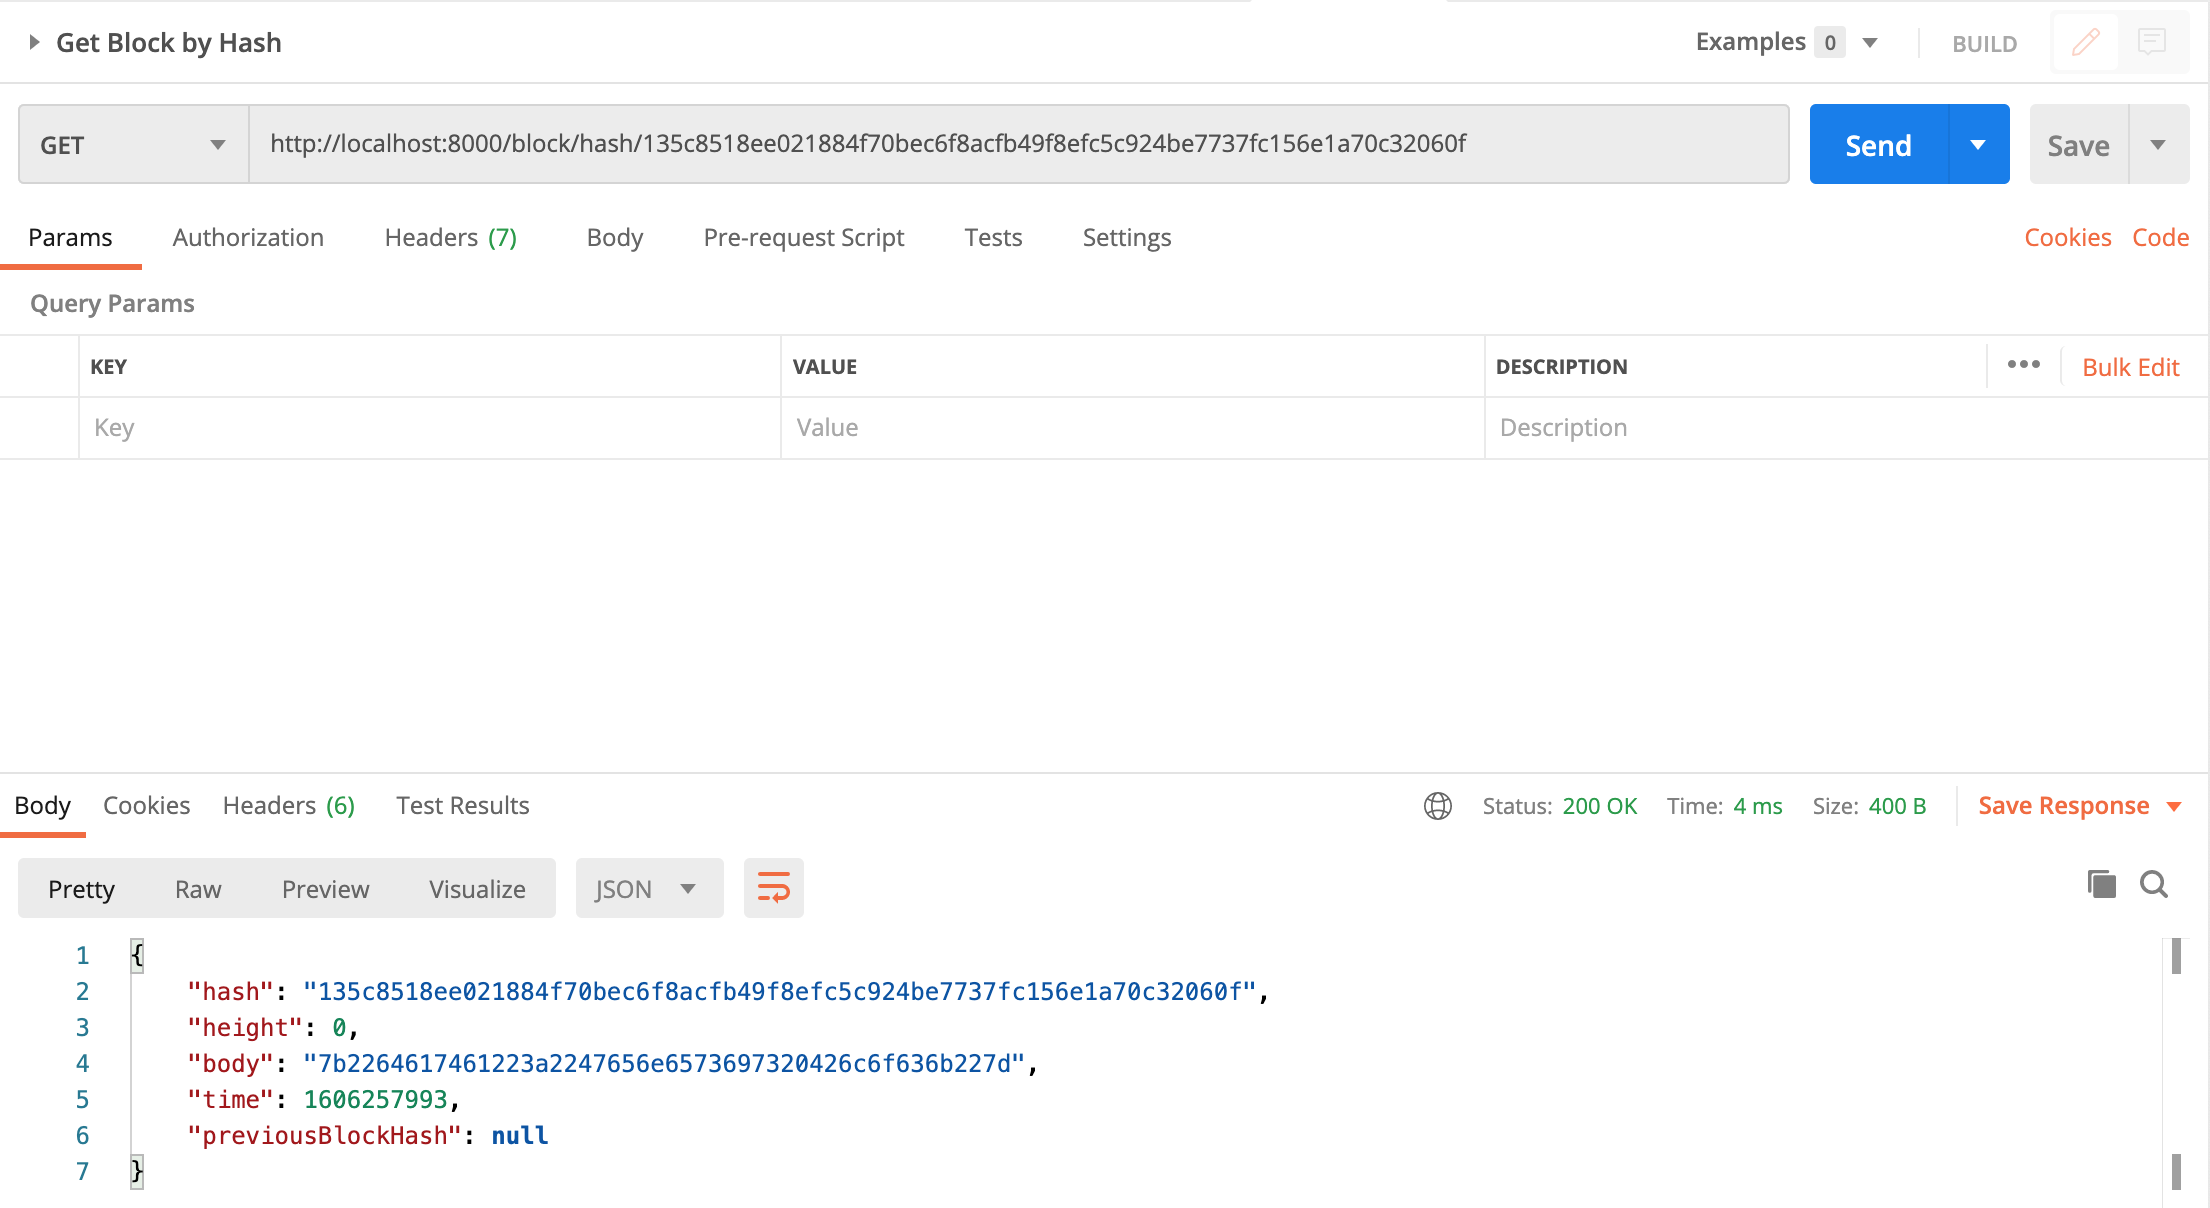 Get Block by Hash Examples 0 BUILD
GET http://localhost:8000/block/hash/135c8518ee021884f70bec6f8acfb49f8efc5c924be7737fc156e1a70c32060f Send Save
Params Authorization Headers (7) Body Pre-request Script Tests Settings Cookies Code
Query Params
KEY VALUE DESCRIPTION ••• Bulk Edit
Key Value Description
Body Cookies Headers (6) Test Results Status: 200 OK Time: 4 ms Size: 400 B Save Response
Pretty Raw Preview Visualize JSON
1 {
2 "hash": "135c8518ee021884f70bec6f8acfb49f8efc5c924be7737fc156e1a70c32060f",
3 "height": 0,
4 "body": "7b2264617461223a2247656e6573697320426c6f636b227d",
5 "time": 1606257993,
6 "previousBlockHash": null
7 }